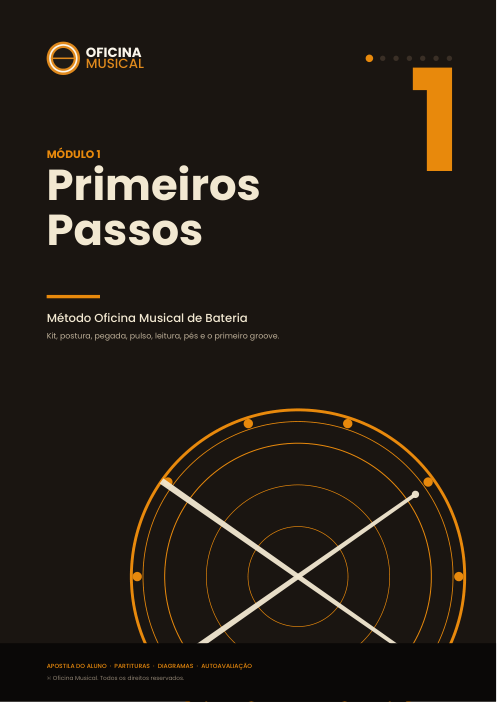 OFICINA
MUSICAL
1
MÓDULO 1
Primeiros
Passos
Método Oficina Musical de Bateria
Kit, postura, pegada, pulso, leitura, pés e o primeiro groove.
APOSTILA DO ALUNO · PARTITURAS · DIAGRAMAS · AUTOAVALIAÇÃO
© Oficina Musical. Todos os direitos reservados.